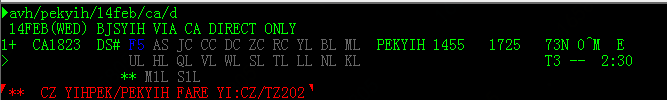 avh/pekyih/14feb/ca/d
14FEB(WED) BJSYIH VIA CA DIRECT ONLY
1+ CA1823 DS# F5 AS JC CC DC ZC RC YL BL ML PEKYIH 1455 1725 73N 0^M E
> UL HL QL VL WL SL TL LL NL KL T3 -- 2:30
** M1L S1L
** CZ YIHPEK/PEKYIH FARE YI:CZ/TZ202